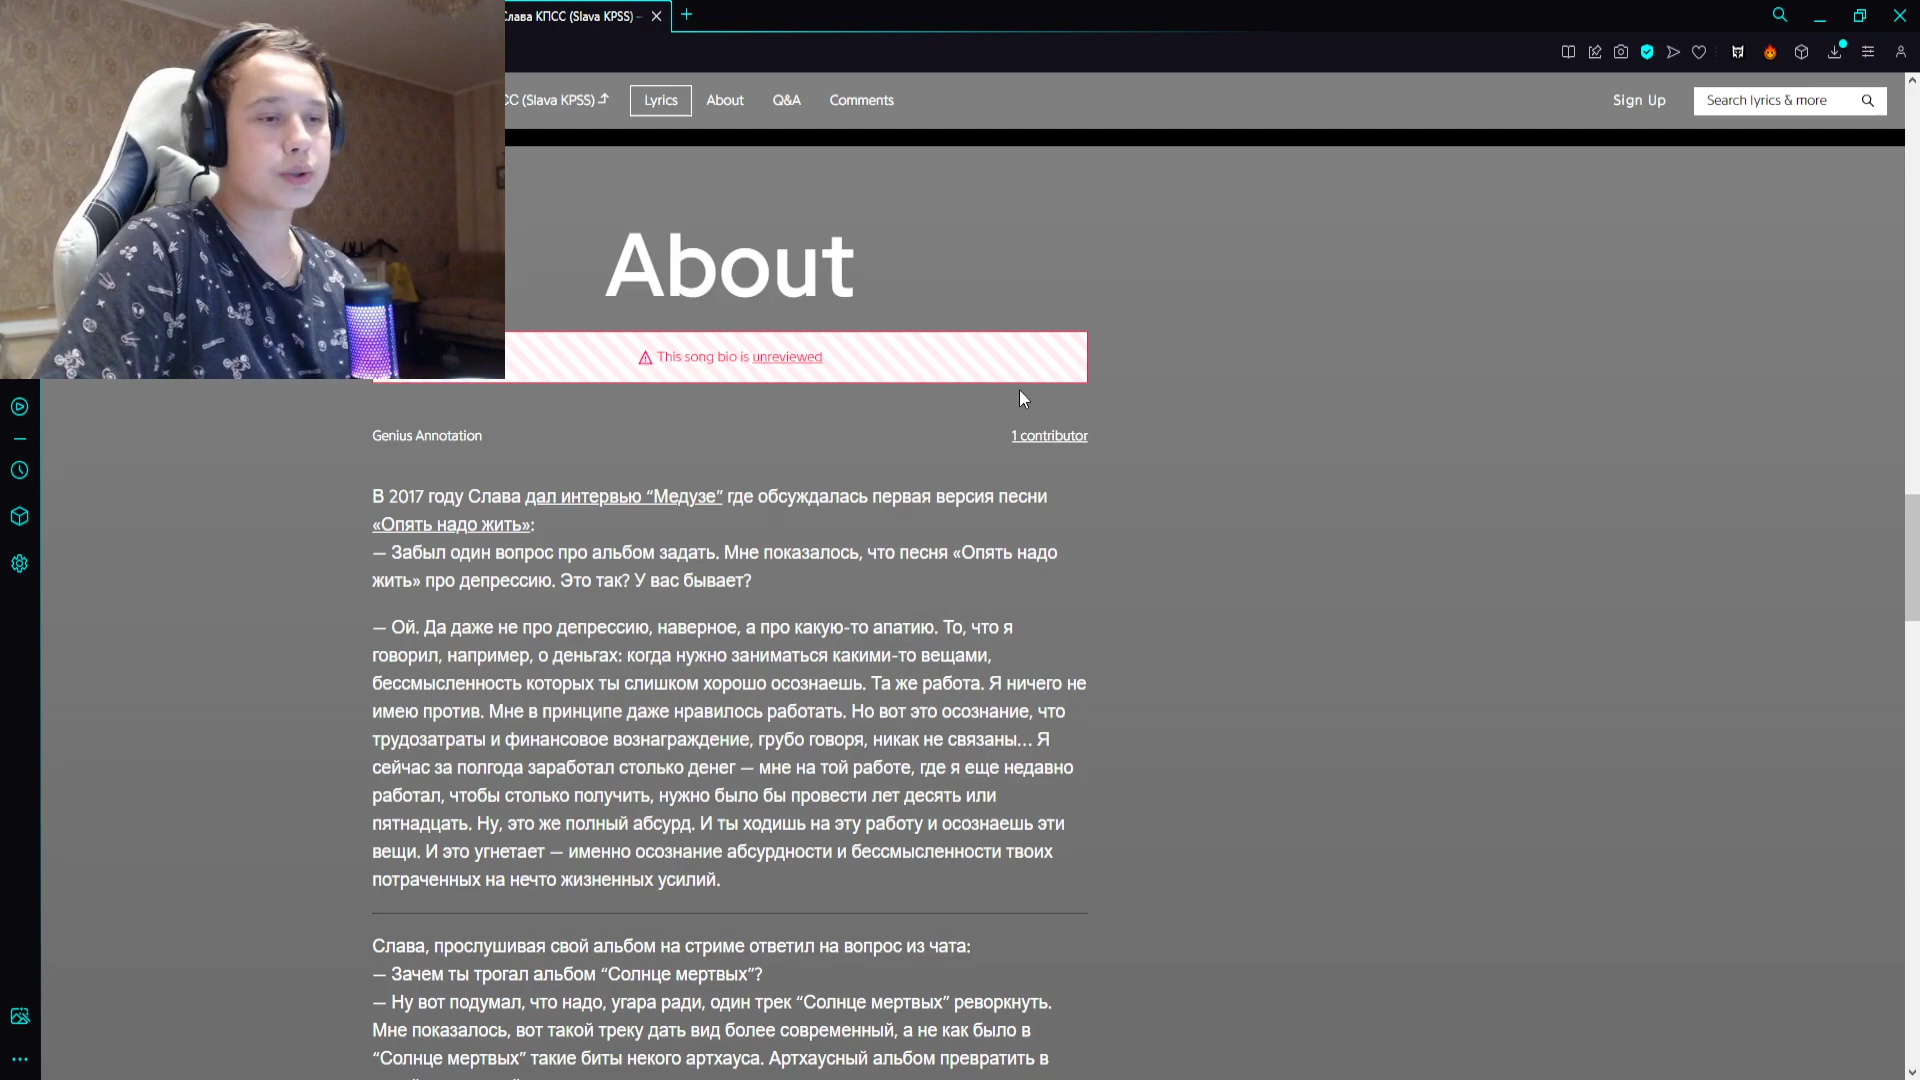 Слава КПСС (Slava KPSS) –
СС (Slava KPSS)
Lyrics
About
Q&A
Comments
Sign Up
Search lyrics & more
About
This song bio is unreviewed
Genius Annotation
1 contributor
В 2017 году Слава дал интервью “Медузе” где обсуждалась первая версия песни
«Опять надо жить»:
— Забыл один вопрос про альбом задать. Мне показалось, что песня «Опять надо
жить» про депрессию. Это так? У вас бывает?
— Ой. Да даже не про депрессию, наверное, а про какую-то апатию. То, что я
говорил, например, о деньгах: когда нужно заниматься какими-то вещами,
бессмысленность которых ты слишком хорошо осознаешь. Та же работа. Я ничего не
имею против. Мне в принципе даже нравилось работать. Но вот это осознание, что
трудозатраты и финансовое вознаграждение, грубо говоря, никак не связаны… Я
сейчас за полгода заработал столько денег — мне на той работе, где я еще недавно
работал, чтобы столько получить, нужно было бы провести лет десять или
пятнадцать. Ну, это же полный абсурд. И ты ходишь на эту работу и осознаешь эти
вещи. И это угнетает — именно осознание абсурдности и бессмысленности твоих
потраченных на нечто жизненных усилий.
Слава, прослушивая свой альбом на стриме ответил на вопрос из чата:
— Зачем ты трогал альбом “Солнце мертвых”?
— Ну вот подумал, что надо, угара ради, один трек “Солнце мертвых” реворкнуть.
Мне показалось, вот такой треку дать вид более современный, а не как было в
“Солнце мертвых” такие биты некого артхауса. Артхаусный альбом превратить в